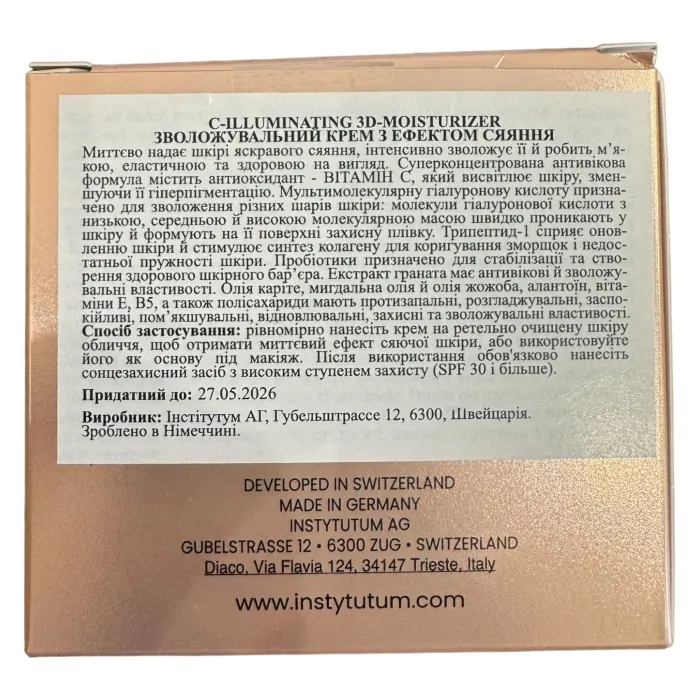 C-ILLUMINATING 3D-MOISTURIZER
ЗВОЛОЖУВАЛЬНИЙ КРЕМ З ЕФЕКТОМ СЯЯННЯ
Миттєво надає шкірі яскравого сяяння, інтенсивно зволожує її й робить м’я-
кою, еластичною та здоровою на вигляд. Суперконцентрована антивікова
формула містить антиоксидант - ВІТАМІН С, який висвітлює шкіру, змен-
шуючи її гіперпігментацію. Мультимолекулярну гіалуронову кислоту призна-
чено для зволоження різних шарів шкіри: молекули гіалуронової кислоти з
низькою, середньою й високою молекулярною масою швидко проникають у
шкіру й формують на її поверхні захисну плівку. Трипептид-1 сприяє онов-
ленню шкіри й стимулює синтез колагену для коригування зморщок і недос-
татньої пружності шкіри. Пробіотики призначено для стабілізації та ство-
рення здорового шкірного бар’єра. Екстракт граната має антивікові й зволожу-
вальні властивості. Олія каріте, мигдальна олія й олія жожоба, алантоїн, віта-
міни Е, В5, а також полісахариди мають протизапальні, розгладжувальні, заспо-
кійливі, пом’якшувальні, відновлювальні, захисні та зволожувальні властивості.
Спосіб застосування: рівномірно нанесіть крем на ретельно очищену шкіру
обличчя, щоб отримати миттєвий ефект сяючої шкіри, або використовуйте
його як основу під макіяж. Після використання обов'язково нанесіть
сонцезахисний засіб з високим ступенем захисту (SPF 30 і більше).
Придатний до: 27.05.2026
Виробник: Інстітутум АГ, Губельштрассе 12, 6300, Швейцарія.
Зроблено в Німеччині.
DEVELOPED IN SWITZERLAND
MADE IN GERMANY
INSTYTUTUM AG
GUBELSTRASSE 12 • 6300 ZUG • SWITZERLAND
Diaco, Via Flavia 124, 34147 Trieste, Italy
www.instytutum.com